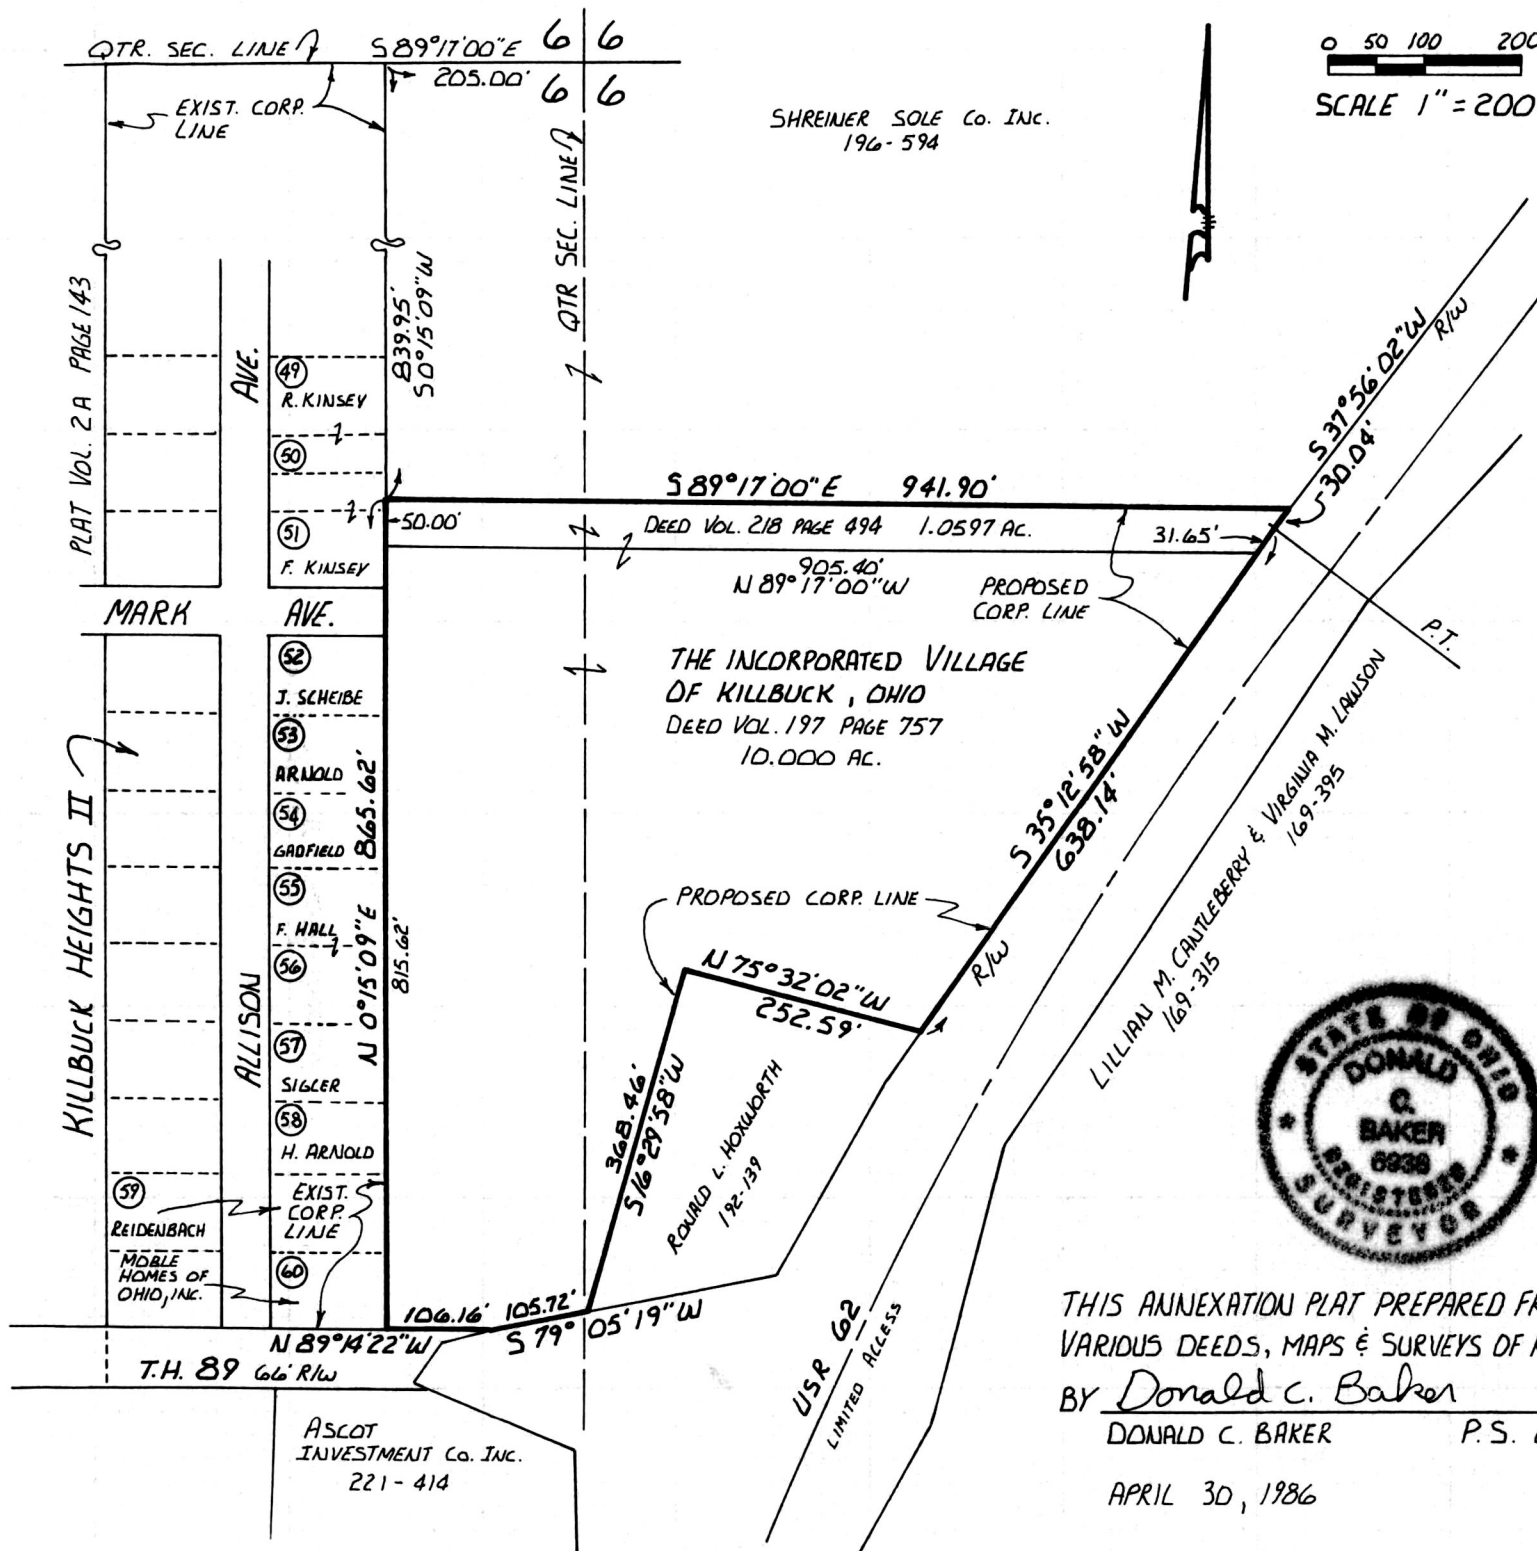 QTR. SEC. LINE
S 89°17'00"E
205.00'
6 6
6 6
0 50 100 200
SCALE 1" = 200
EXIST. CORP.
LINE
SHREINER SOLE Co. INC.
196-594
QTR SEC. LINE
839.95'
S 0°15'09"W
PLAT VOL. 2A PAGE 143
AVE.
49
R. KINSEY
50
51
F. KINSEY
S 37°56'02"W
30.04'
R/W
S 89°17'00"E 941.90'
50.00'
DEED VOL. 218 PAGE 494 1.0597 AC.
31.65'
905.40'
N 89°17'00"W
PROPOSED
CORP. LINE
P.T.
MARK AVE.
52
J. SCHEIBE
53
ARNOLD
54
GADFIELD
55
F. HALL
56
57
SIGLER
58
H. ARNOLD
59
REIDENBACH
EXIST.
CORP.
LINE
MOBLE
HOMES OF
OHIO, INC.
60
KILLBUCK HEIGHTS II
ALLISON
N 0°15'09"E 865.62'
815.62'
THE INCORPORATED VILLAGE
OF KILLBUCK, OHIO
DEED VOL. 197 PAGE 757
10.000 AC.
S 35°12'58"W
638.14'
R/W
LILLIAN M. CANTLEBERRY & VIRGINIA M. LAWSON
169-315 169-395
PROPOSED CORP. LINE
N 75°32'02"W
252.59'
368.46'
S 16°29'58"W
RONALD L. HOXWORTH
192-139
106.16' 105.72'
N 89°14'22"W
S 79°05'19"W
T.H. 89 66' R/W
USR 62
LIMITED ACCESS
ASCOT
INVESTMENT Co. INC.
221-414
STATE OF OHIO
DONALD
C.
BAKER
6938
REGISTERED
SURVEYOR
THIS ANNEXATION PLAT PREPARED
VARIOUS DEEDS, MAPS & SURVEYS OF
BY Donald C. Baker
DONALD C. BAKER P.S.
APRIL 30, 1986